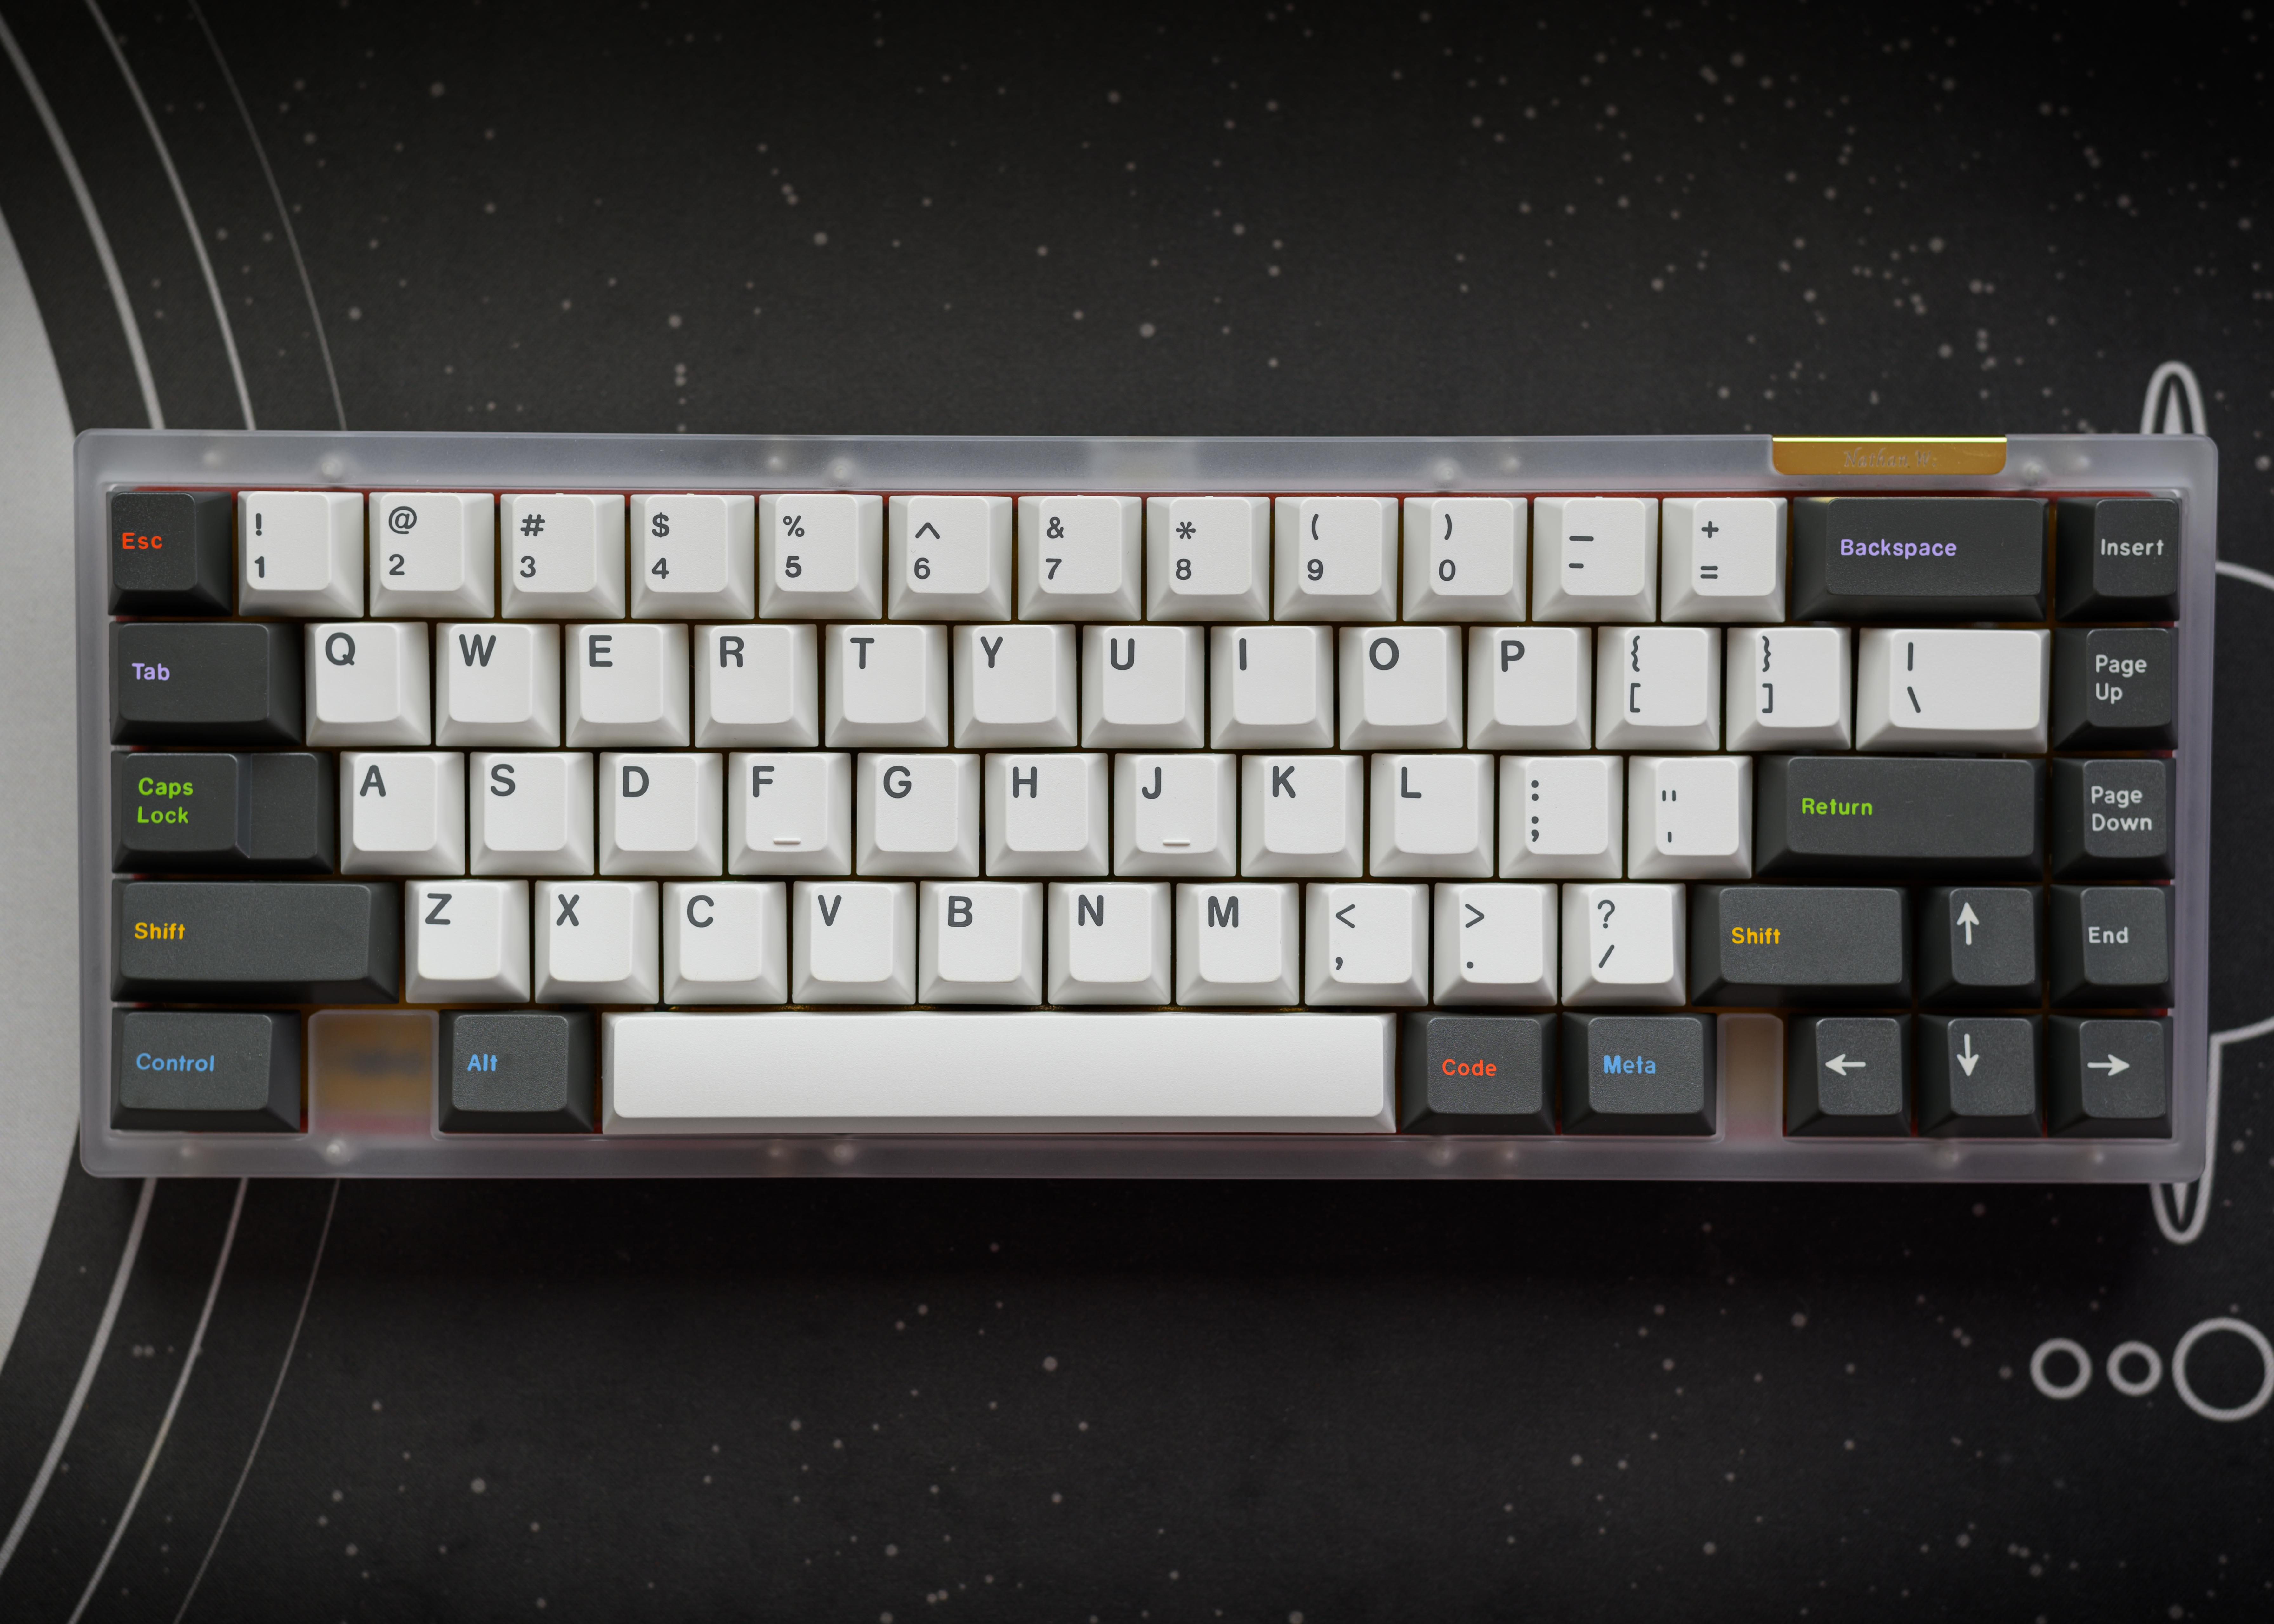 Nathan W.
Esc ! @ # $ % ^ & * ( ) _ + Backspace Insert
1 2 3 4 5 6 7 8 9 0 - =
Tab Q W E R T Y U I O P { } | Page
[ ] \ Up
Caps A S D F G H J K L : " Return Page
Lock ; ' Down
Shift Z X C V B N M < > ? Shift ↑ End
, . /
Control Alt Code Meta ← ↓ →